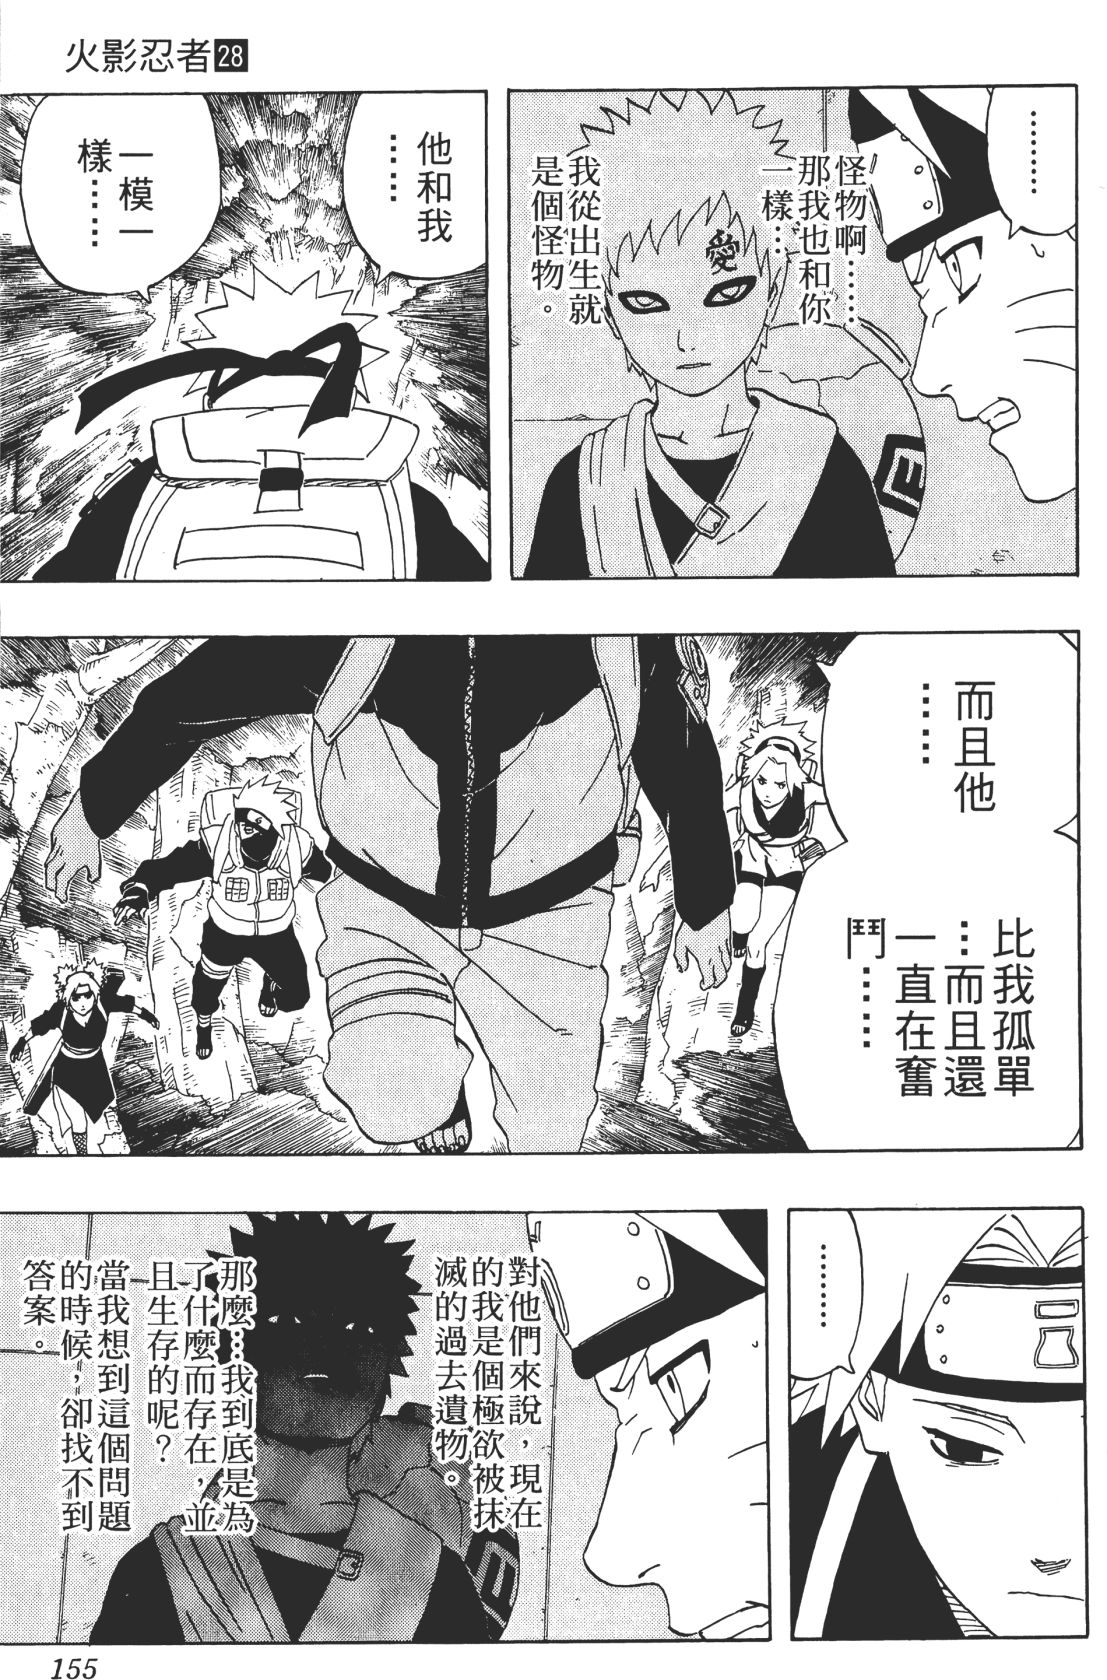 火影忍者28
………
怪物啊……
那我也和你
一樣…
我從出生就
是個怪物。
愛
他和我
……
一模一
樣……
而且他
……
比我孤單
…而且還
一直在奮
鬥……
………
對他們來說，現在
的我是個極欲被抹
滅的過去遺物。
那麼…我到底是為
了什麼而存在，並
且生存的呢？
當我想到這個問題
的時候，卻找不到
答案。
155